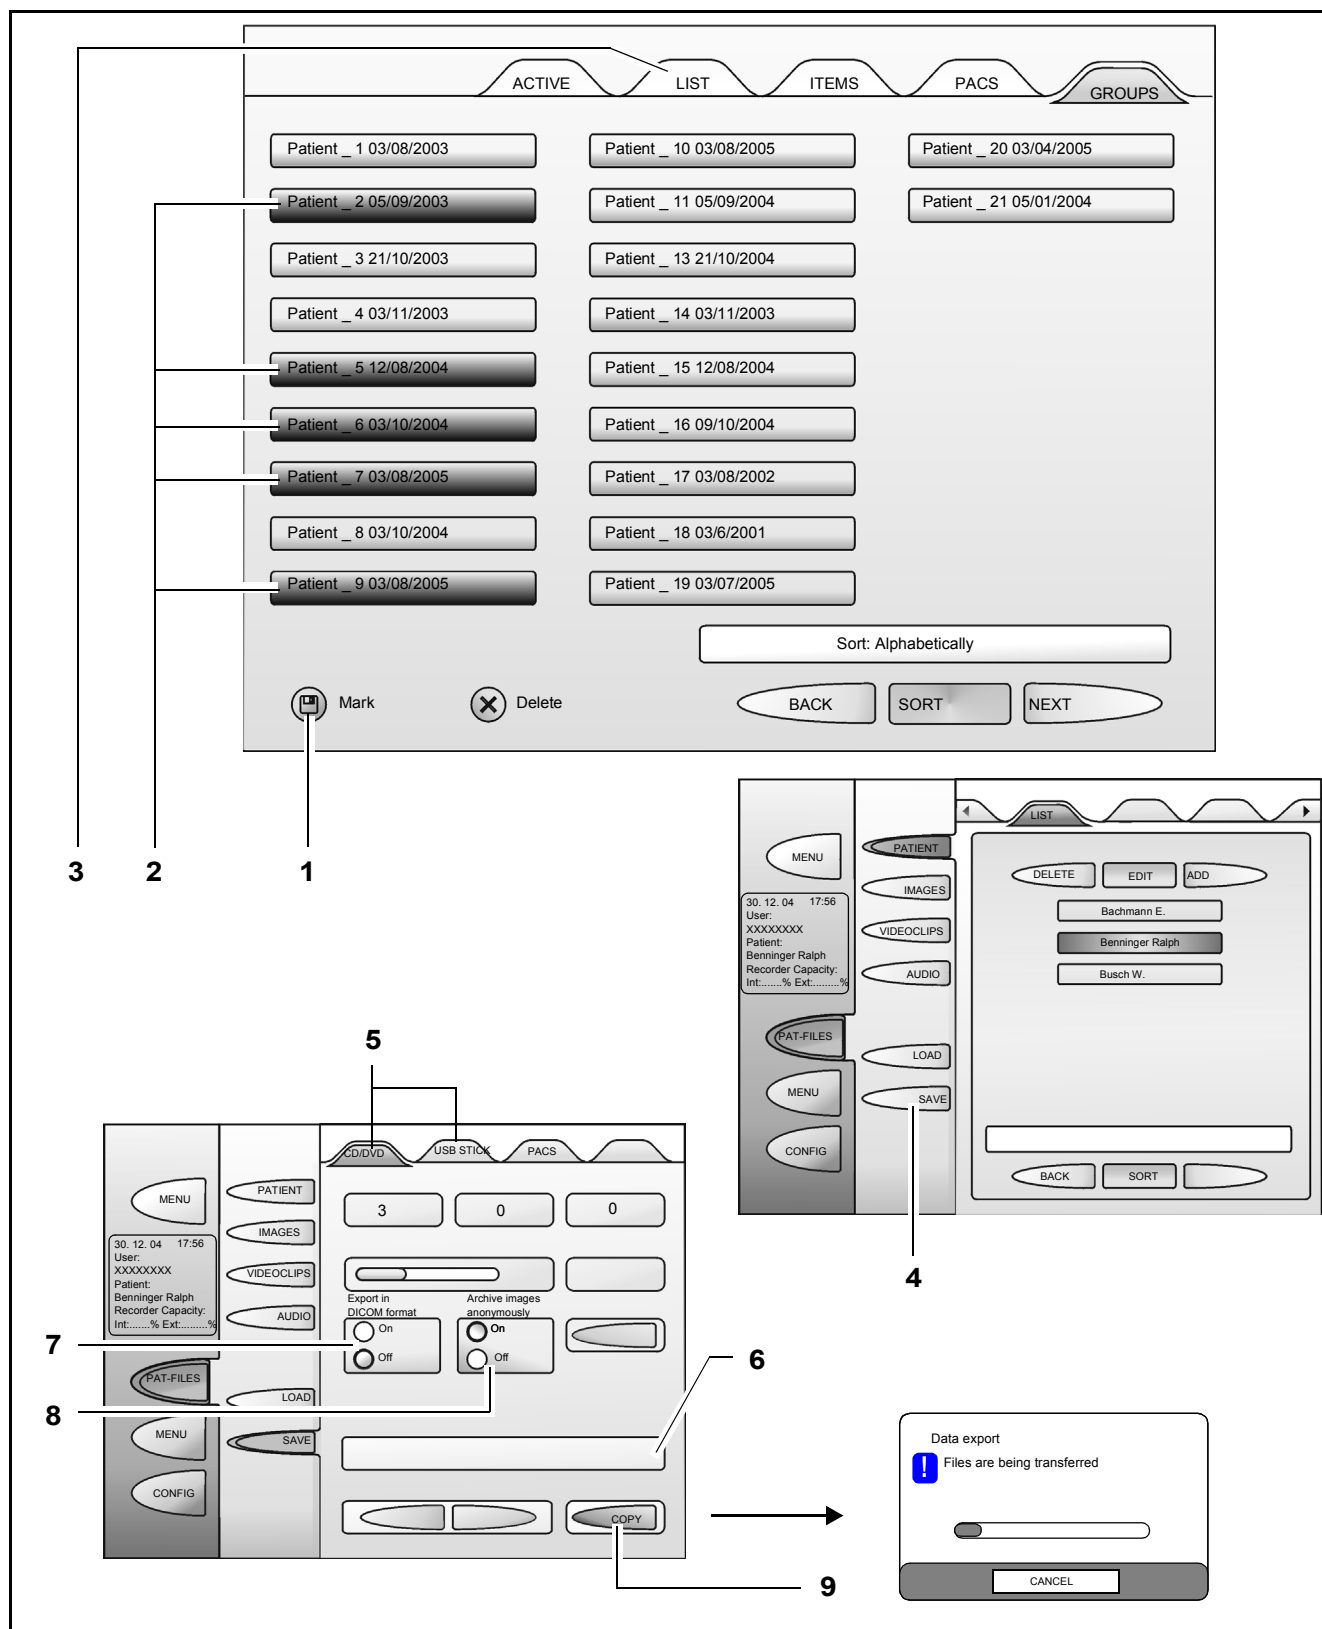 ACTIVE LIST ITEMS PACS GROUPS
Patient _ 1 03/08/2003
Patient _ 2 05/09/2003
Patient _ 3 21/10/2003
Patient _ 4 03/11/2003
Patient _ 5 12/08/2004
Patient _ 6 03/10/2004
Patient _ 7 03/08/2005
Patient _ 8 03/10/2004
Patient _ 9 03/08/2005
Patient _ 10 03/08/2005
Patient _ 11 05/09/2004
Patient _ 13 21/10/2004
Patient _ 14 03/11/2003
Patient _ 15 12/08/2004
Patient _ 16 09/10/2004
Patient _ 17 03/08/2002
Patient _ 18 03/6/2001
Patient _ 19 03/07/2005
Patient _ 20 03/04/2005
Patient _ 21 05/01/2004
Sort: Alphabetically
Mark Delete BACK SORT NEXT
3 2 1
MENU
30. 12. 04 17:56
User:
XXXXXXXX
Patient:
Benninger Ralph
Recorder Capacity:
Int:.......% Ext:.........%
PAT-FILES
MENU
CONFIG
PATIENT
IMAGES
VIDEOCLIPS
AUDIO
LOAD
SAVE
LIST
DELETE EDIT ADD
Bachmann E.
Benninger Ralph
Busch W.
BACK SORT
4
5
MENU
30. 12. 04 17:56
User:
XXXXXXXX
Patient:
Benninger Ralph
Recorder Capacity:
Int:.......% Ext:.........%
PAT-FILES
MENU
CONFIG
PATIENT
IMAGES
VIDEOCLIPS
AUDIO
LOAD
SAVE
CD/DVD USB STICK PACS
3 0 0
Export in
DICOM format
On
Off
Archive images
anonymously
On
Off
COPY
7
8
6
9
Data export
! Files are being transferred
CANCEL